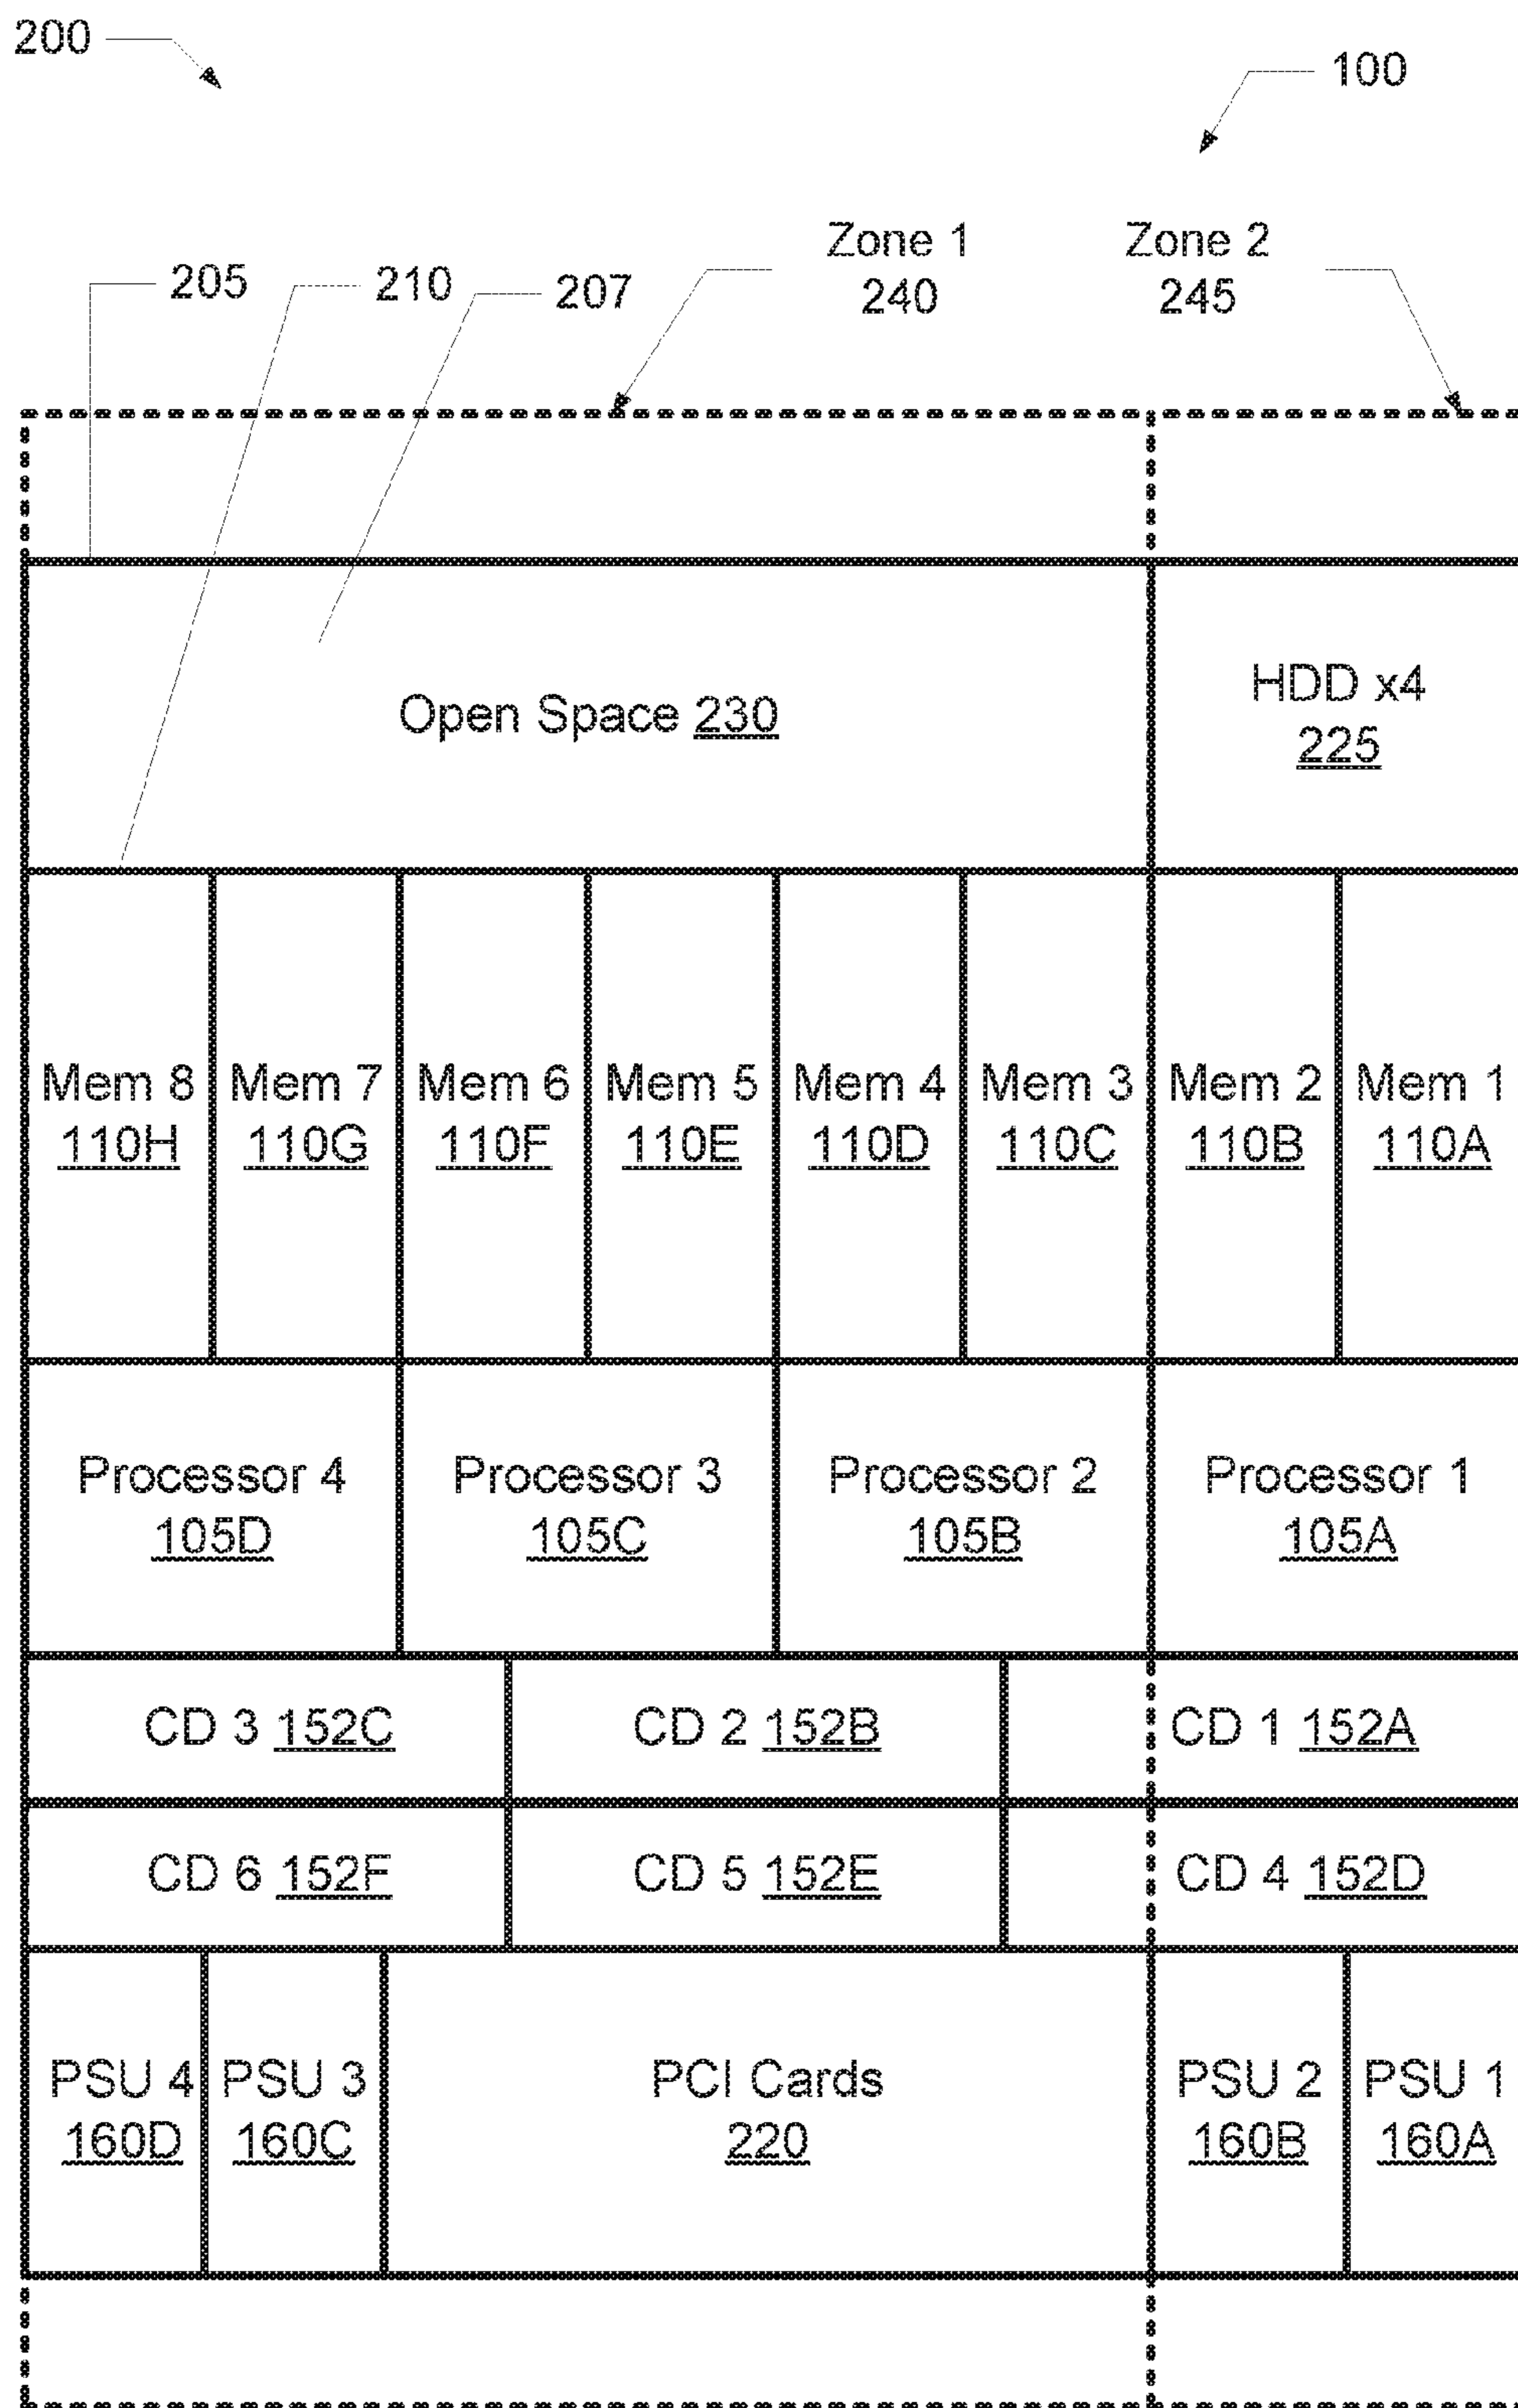 200
100
Zone 1
240
Zone 2
245
205
210
207
Open Space 230
HDD x4
225
Mem 8
110H
Mem 7
110G
Mem 6
110F
Mem 5
110E
Mem 4
110D
Mem 3
110C
Mem 2
110B
Mem 1
110A
Processor 4
105D
Processor 3
105C
Processor 2
105B
Processor 1
105A
CD 3 152C
CD 2 152B
CD 1 152A
CD 6 152F
CD 5 152E
CD 4 152D
PSU 4
160D
PSU 3
160C
PCI Cards
220
PSU 2
160B
PSU 1
160A